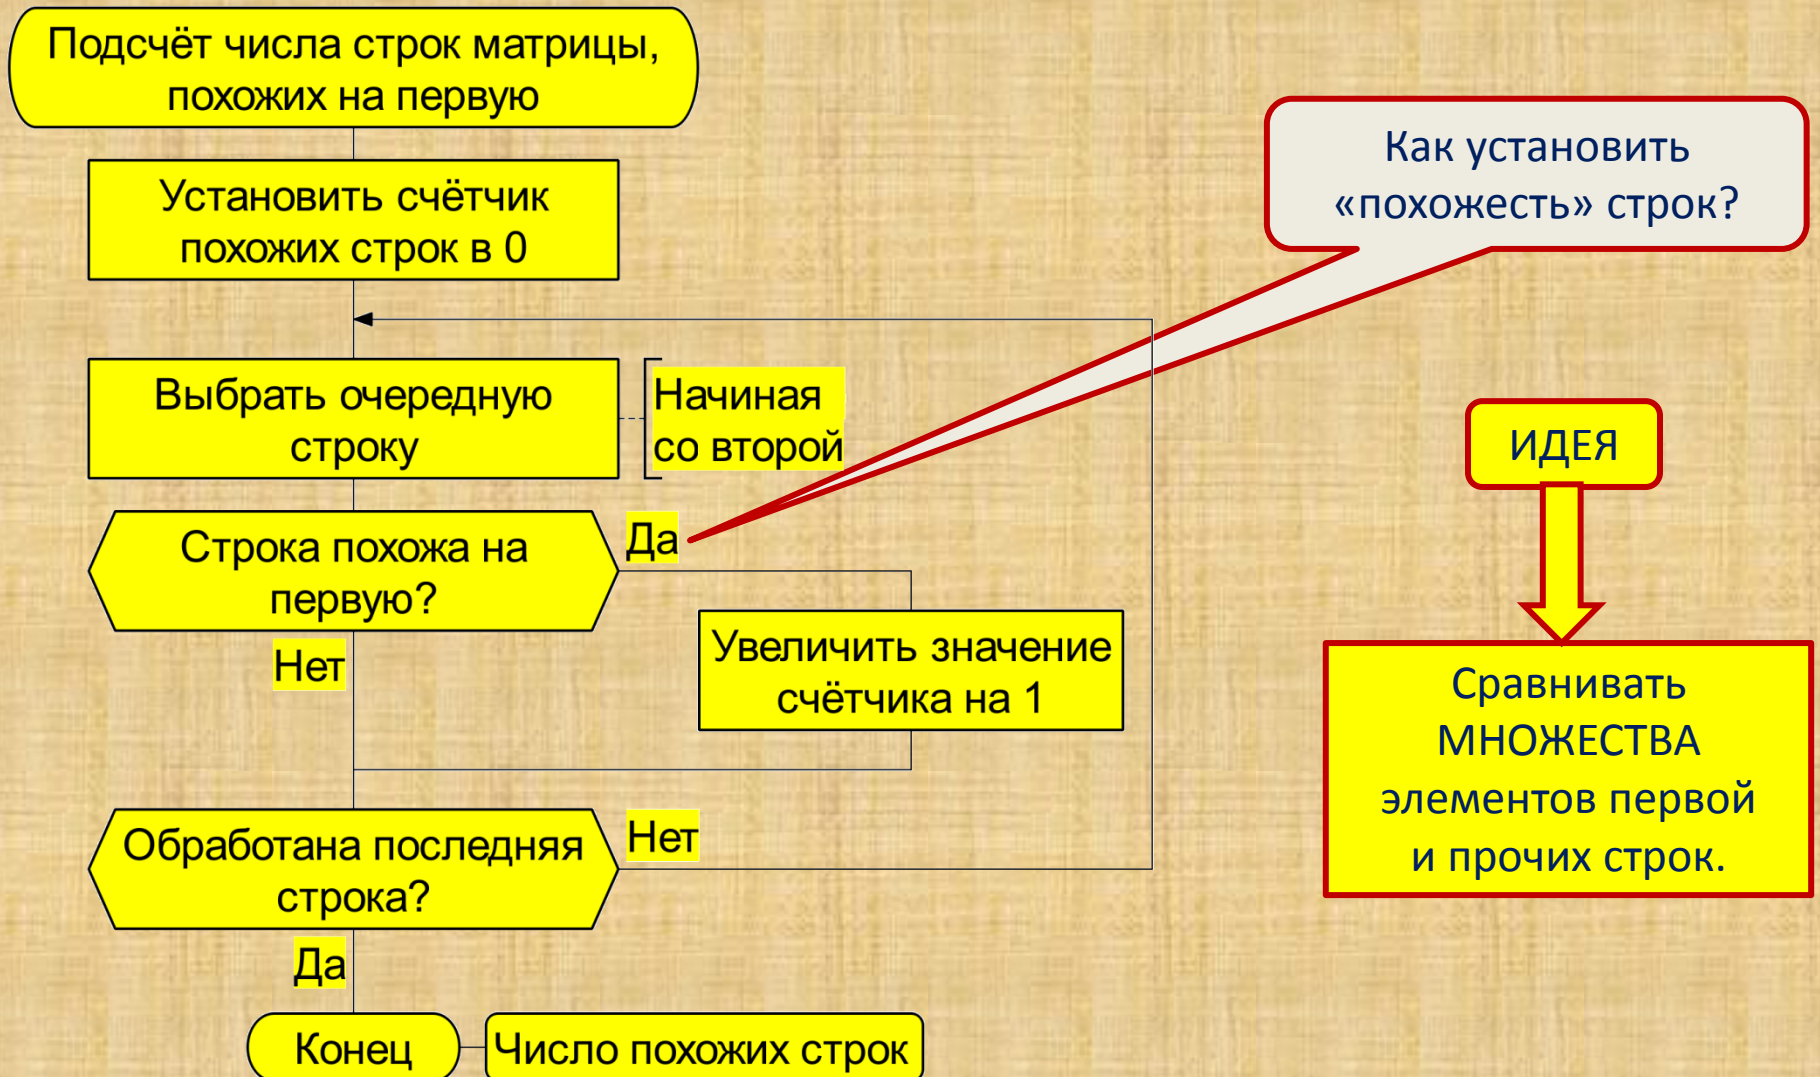 Подсчёт числа строк матрицы,
похожих на первую
Установить счётчик
похожих строк в 0
Выбрать очередную
строку
Начиная
со второй
Строка похожа на
первую?
Да
Нет
Увеличить значение
счётчика на 1
Обработана последняя
строка?
Нет
Да
Конец
Число похожих строк
Как установить
«похожесть» строк?
ИДЕЯ
Сравнивать
МНОЖЕСТВА
элементов первой
и прочих строк.